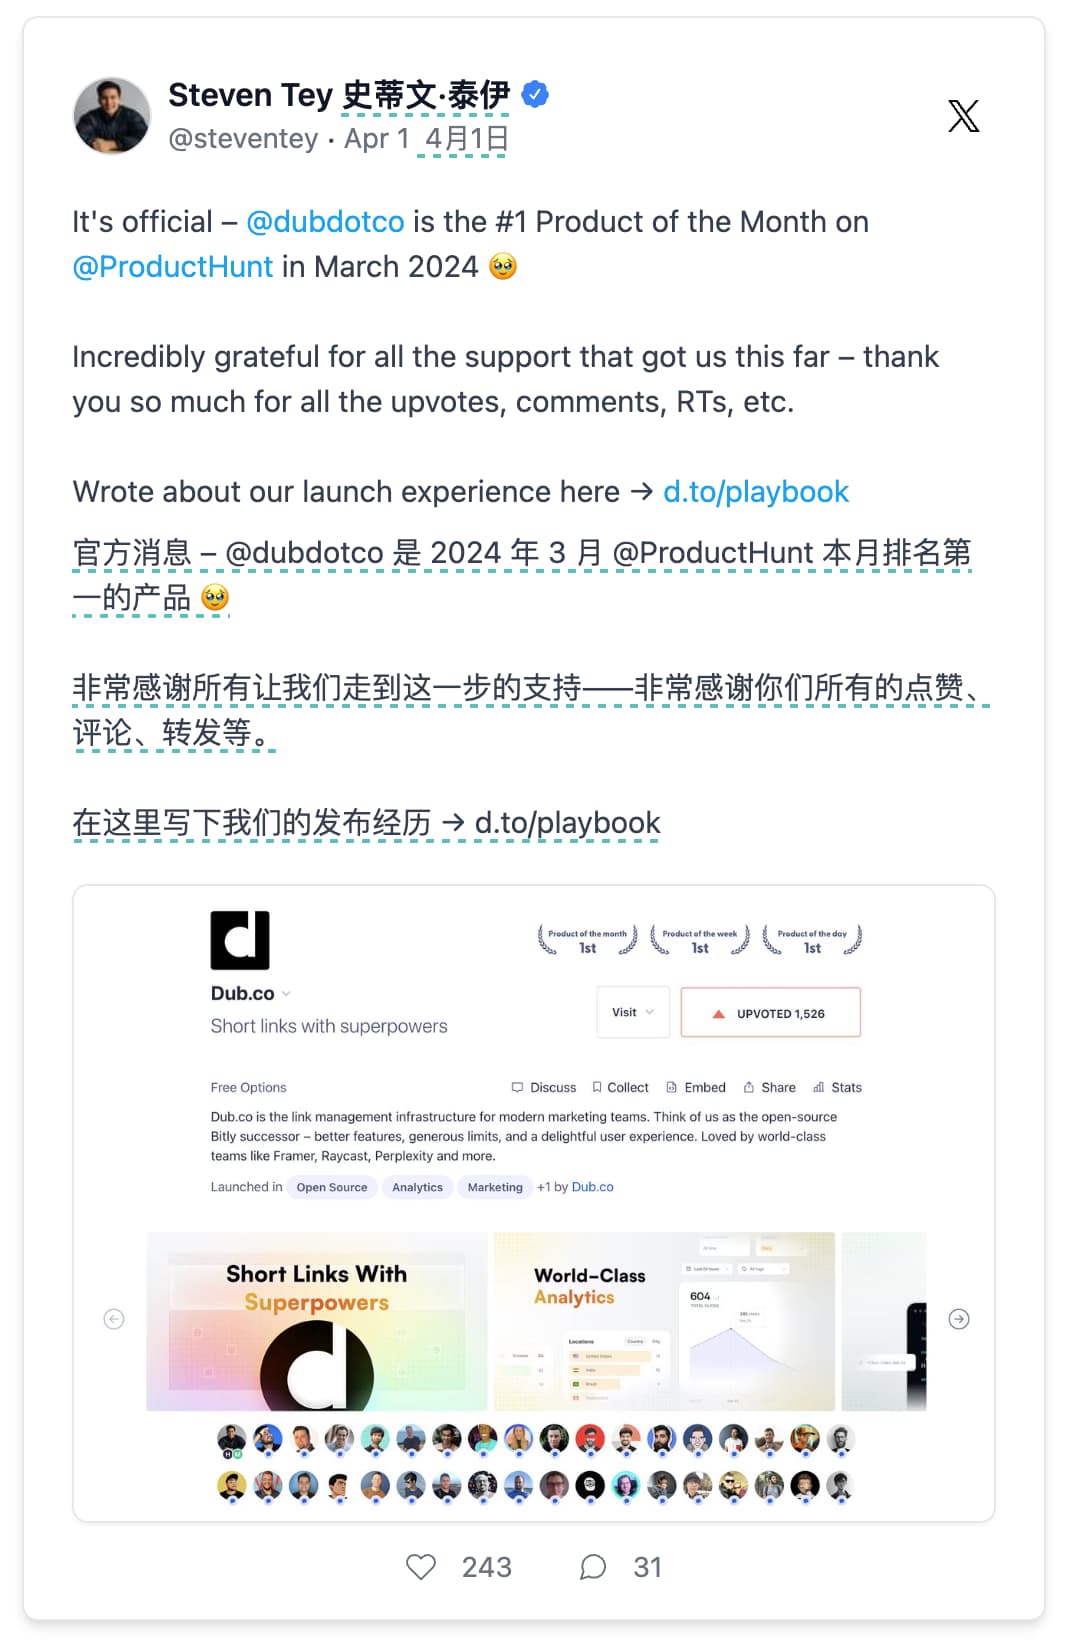 Steven Tey 史蒂文·泰伊
@steventey · Apr 1 4月1日
It's official – @dubdotco is the #1 Product of the Month on
@ProductHunt in March 2024 🥹
Incredibly grateful for all the support that got us this far – thank
you so much for all the upvotes, comments, RTs, etc.
Wrote about our launch experience here → d.to/playbook
官方消息 – @dubdotco 是 2024 年 3 月 @ProductHunt 本月排名第
一的产品 🥹
非常感谢所有让我们走到这一步的支持——非常感谢你们所有的点赞、
评论、转发等。
在这里写下我们的发布经历 → d.to/playbook
Product of the month
1st
Product of the week
1st
Product of the day
1st
Dub.co
Short links with superpowers
Visit
UPVOTED 1,526
Free Options
Discuss Collect Embed Share Stats
Dub.co is the link management infrastructure for modern marketing teams. Think of us as the open-source
Bitly successor – better features, generous limits, and a delightful user experience. Loved by world-class
teams like Framer, Raycast, Perplexity and more.
Launched in Open Source Analytics Marketing +1 by Dub.co
Short Links With
Superpowers
World-Class
Analytics
604
TOTAL CLICKS
Locations Country City
United States
India
Brazil
243 31